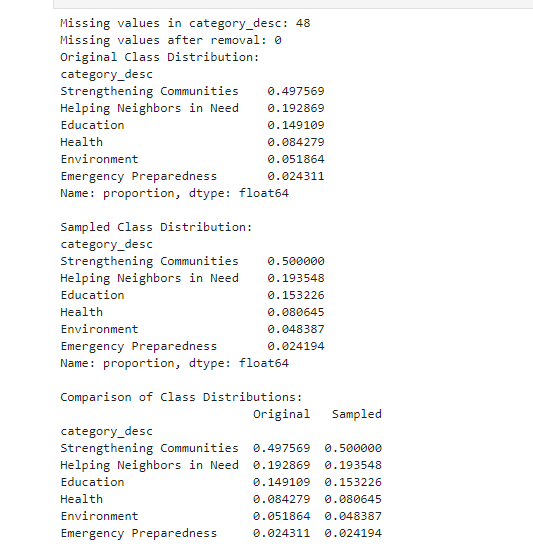 Missing values in category_desc: 48
Missing values after removal: 0
Original Class Distribution:
category_desc
Strengthening Communities    0.497569
Helping Neighbors in Need    0.192869
Education                    0.149109
Health                       0.084279
Environment                  0.051864
Emergency Preparedness       0.024311
Name: proportion, dtype: float64

Sampled Class Distribution:
category_desc
Strengthening Communities    0.500000
Helping Neighbors in Need    0.193548
Education                    0.153226
Health                       0.080645
Environment                  0.048387
Emergency Preparedness       0.024194
Name: proportion, dtype: float64

Comparison of Class Distributions:
                           Original   Sampled
category_desc
Strengthening Communities  0.497569  0.500000
Helping Neighbors in Need  0.192869  0.193548
Education                  0.149109  0.153226
Health                     0.084279  0.080645
Environment                0.051864  0.048387
Emergency Preparedness     0.024311  0.024194